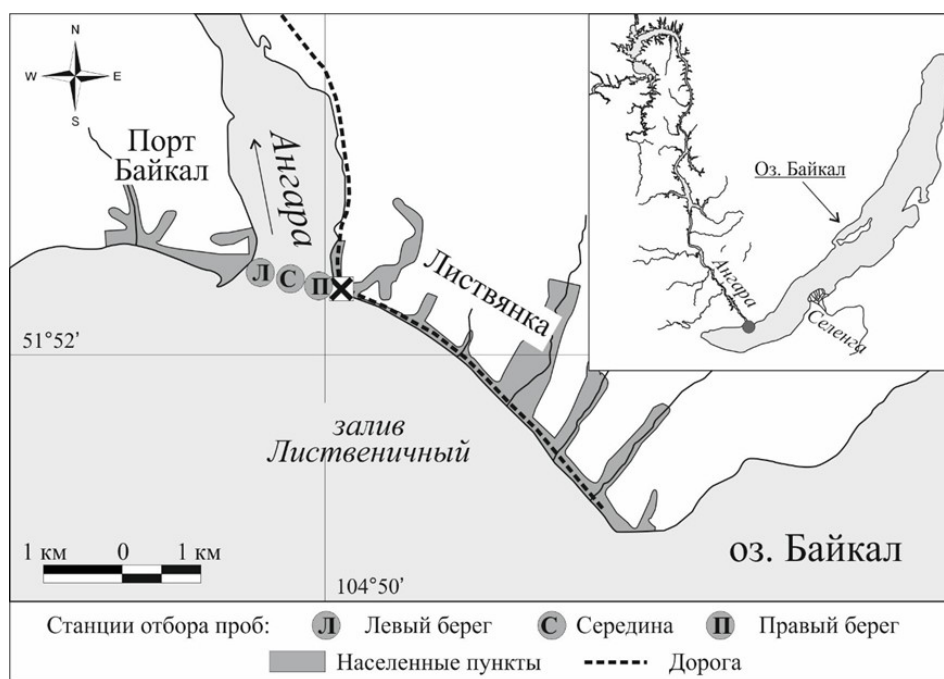 N
W E
S
Порт
Байкал
Ангара
Л С П
Листвянка
51°52’
залив
Лиственичный
1 км 0 1 км
104°50’
оз. Байкал
Оз. Байкал
Ангара
Селенга
Станции отбора проб: Л Левый берег С Середина П Правый берег
Населенные пункты Дорога